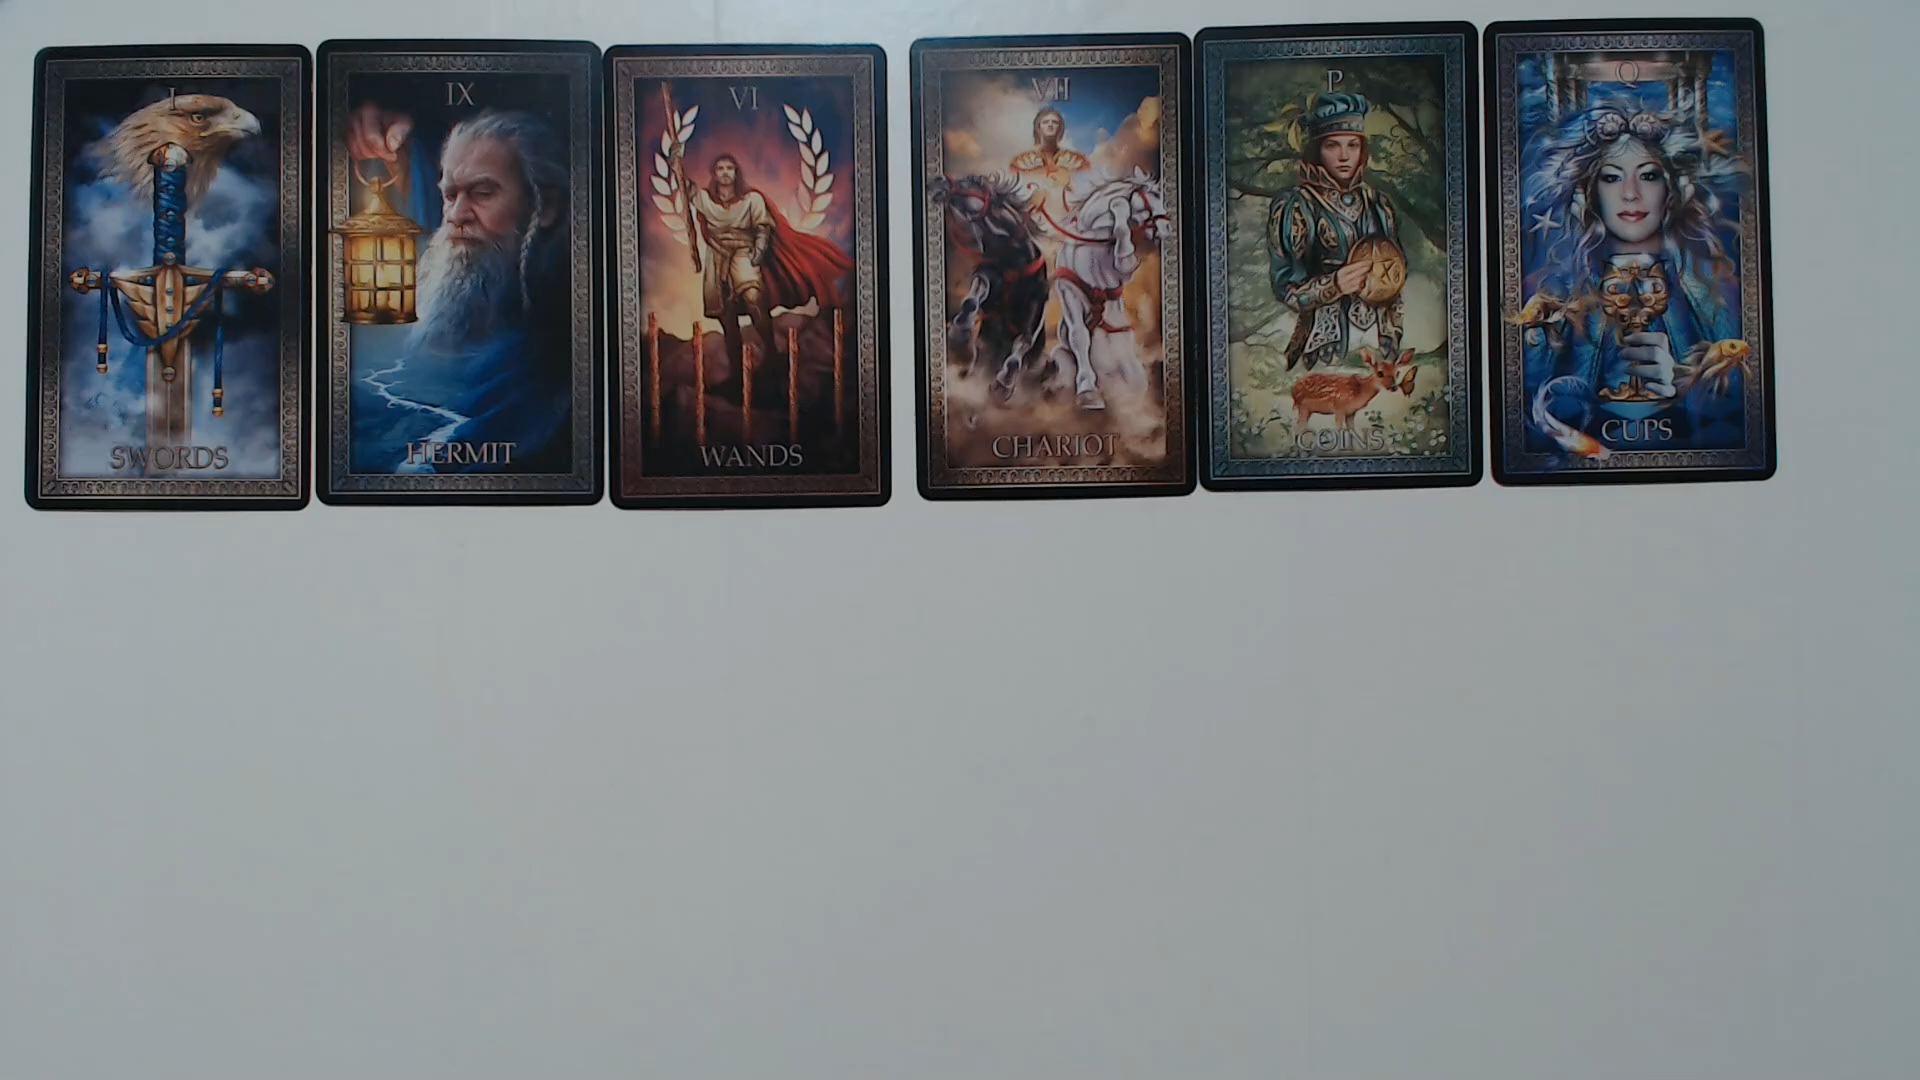 I
SWORDS
IX
HERMIT
VI
WANDS
VII
CHARIOT
P
COINS
Q
CUPS